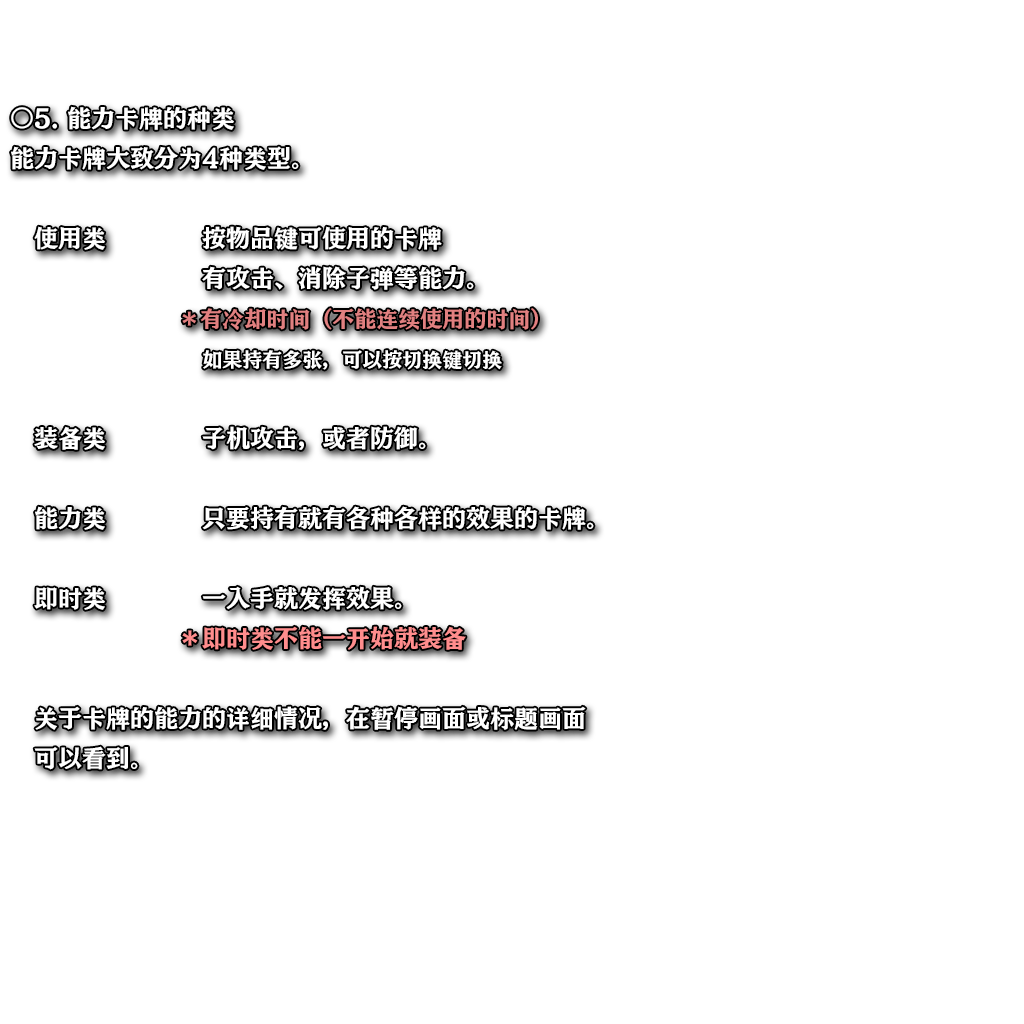 ◎5. 能力卡牌的种类
能力卡牌大致分为4种类型。
使用类 按物品键可使用的卡牌
有攻击、消除子弹等能力。
＊有冷却时间（不能连续使用的时间）
如果持有多张，可以按切换键切换
装备类 子机攻击，或者防御。
能力类 只要持有就有各种各样的效果的卡牌。
即时类 一入手就发挥效果。
＊即时类不能一开始就装备
关于卡牌的能力的详细情况，在暂停画面或标题画面
可以看到。